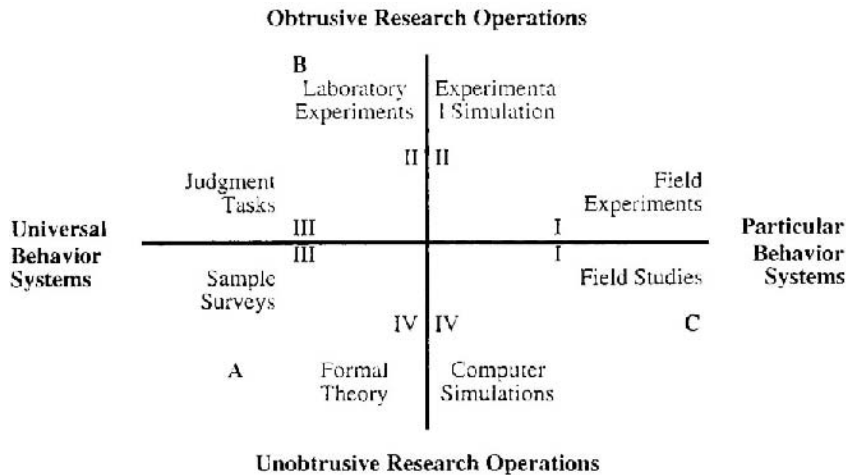 Obtrusive Research Operations
B
Laboratory Experimenta
Experiments l Simulation
II II
Judgment Field
Tasks Experiments
Universal III I Particular
Behavior III I Behavior
Systems Sample Field Studies Systems
Surveys
IV IV C
A Formal Computer
Theory Simulations
Unobtrusive Research Operations